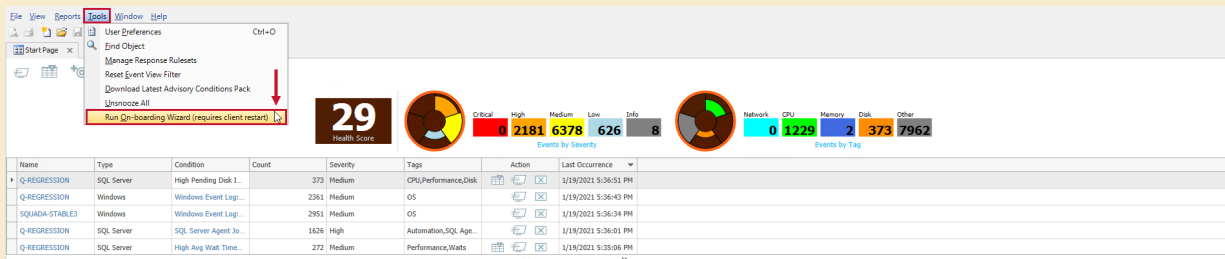 File View Reports Tools Window Help
User Preferences Ctrl+O
Start Page ×
Find Object
Manage Response Rulesets
Reset Event View Filter
Download Latest Advisory Conditions Pack
Unsnooze All
Run On-boarding Wizard (requires client restart)
29
Health Score
Critical High Medium Low Info
0 2181 6378 626 8
Events by Severity
Network CPU Memory Disk Other
0 1229 2 373 7962
Events by Tag
Name Type Condition Count Severity Tags Action Last Occurrence
Q-REGRESSION SQL Server High Pending Disk I... 373 Medium CPU,Performance,Disk 1/19/2021 5:36:51 PM
Q-REGRESSION Windows Windows Event Log:... 2361 Medium OS 1/19/2021 5:36:43 PM
SQUADA-STABLE3 Windows Windows Event Log:... 2951 Medium OS 1/19/2021 5:36:34 PM
Q-REGRESSION SQL Server SQL Server Agent Jo... 1626 High Automation,SQL Age... 1/19/2021 5:36:01 PM
Q-REGRESSION SQL Server High Avg Wait Time... 272 Medium Performance,Waits 1/19/2021 5:35:06 PM